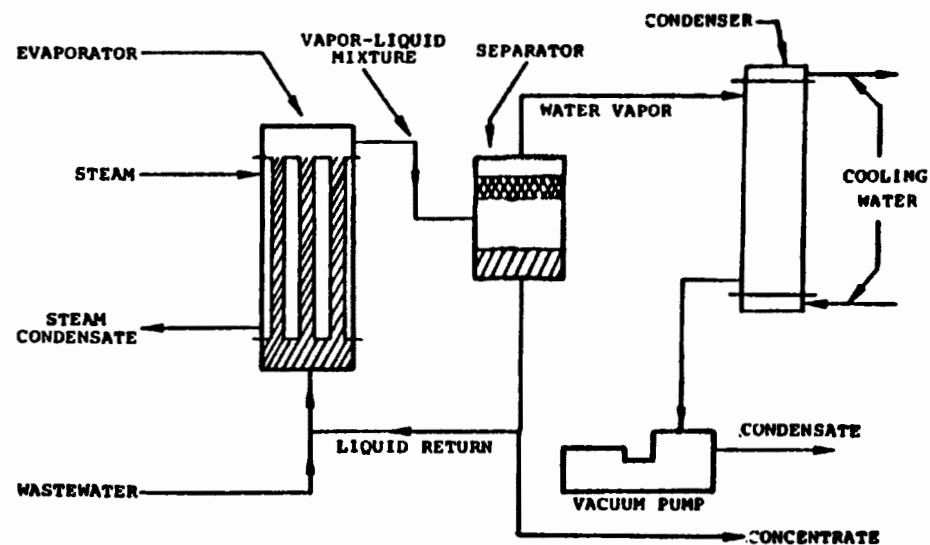 CONDENSER
VAPOR-LIQUID
MIXTURE
SEPARATOR
EVAPORATOR
WATER VAPOR
STEAM
COOLING
WATER
STEAM
CONDENSATE
LIQUID RETURN
CONDENSATE
WASTEWATER
VACUUM PUMP
CONCENTRATE